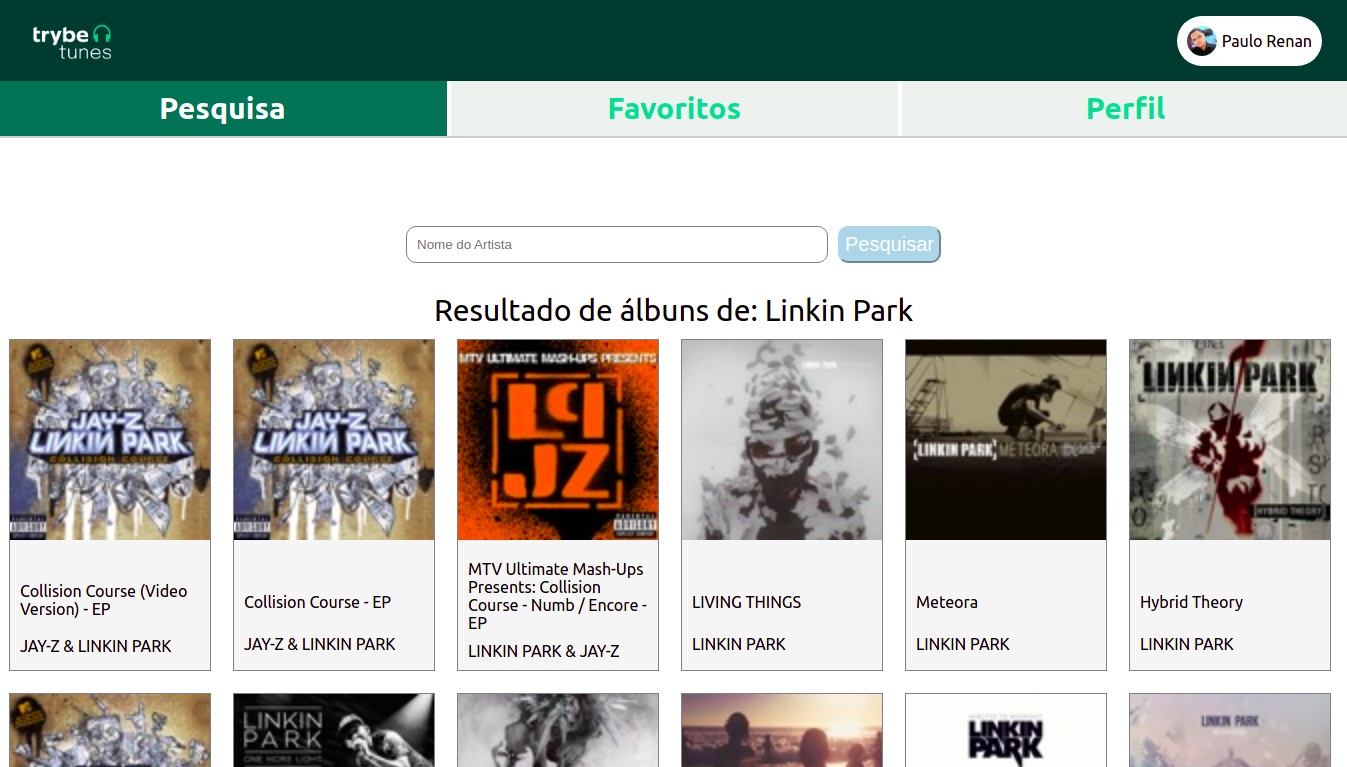 trybe
tunes
Paulo Renan
Pesquisa
Favoritos
Perfil
Nome do Artista
Pesquisar
Resultado de álbuns de: Linkin Park
JAY-Z
LINKIN PARK
COLLISION COURSE
JAY-Z
LINKIN PARK
COLLISION COURSE
MTV ULTIMATE MASH-UPS PRESENTS
LP
JZ
LINKIN PARK
[LINKIN PARK] METEORA
LINKIN PARK
HYBRID THEORY
Collision Course (Video
Version) - EP
JAY-Z & LINKIN PARK
Collision Course - EP
JAY-Z & LINKIN PARK
MTV Ultimate Mash-Ups
Presents: Collision
Course - Numb / Encore -
EP
LINKIN PARK & JAY-Z
LIVING THINGS
LINKIN PARK
Meteora
LINKIN PARK
Hybrid Theory
LINKIN PARK
LINKIN
PARK
ONE MORE LIGHT
LINKIN
PARK
LINKIN PARK